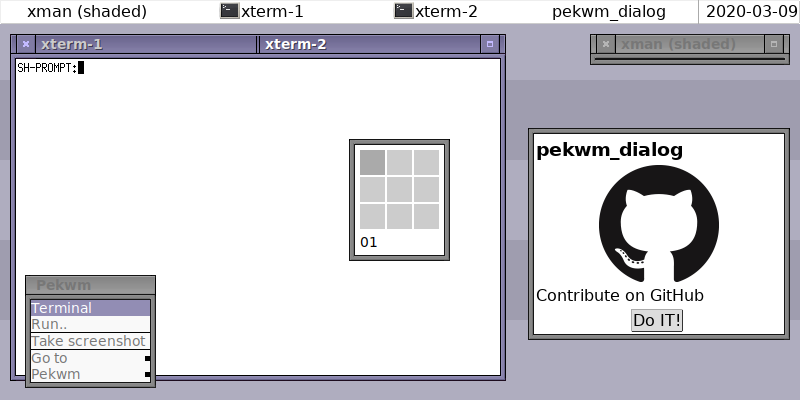 xman (shaded)
xterm-1
xterm-2
pekwm_dialog
2020-03-09
xterm-1
xterm-2
xman (shaded)
SH-PROMPT:
01
pekwm_dialog
Contribute on GitHub
Do IT!
Pekwm
Terminal
Run..
Take screenshot
Go to
Pekwm